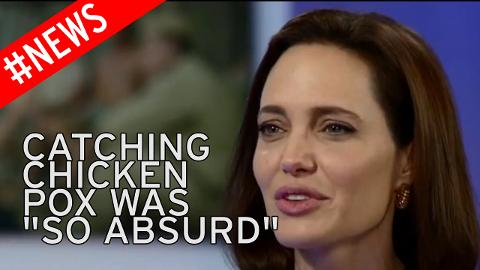 #NEWS
CATCHING
CHICKEN
POX WAS
"SO ABSURD"